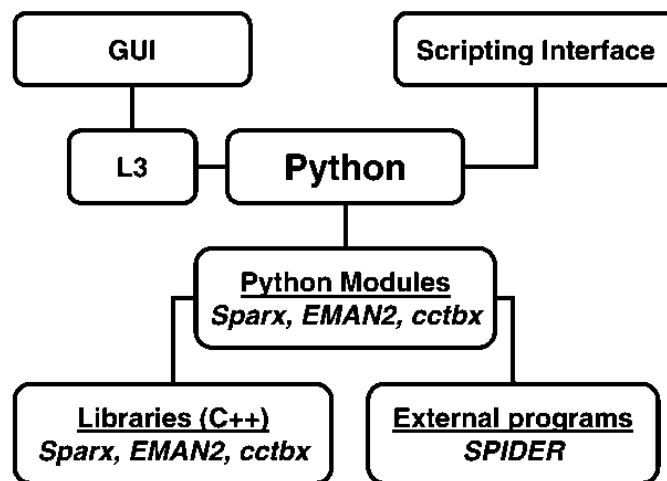 GUI
Scripting Interface
L3
Python
Python Modules
Sparx, EMAN2, cctbx
Libraries (C++)
Sparx, EMAN2, cctbx
External programs
SPIDER